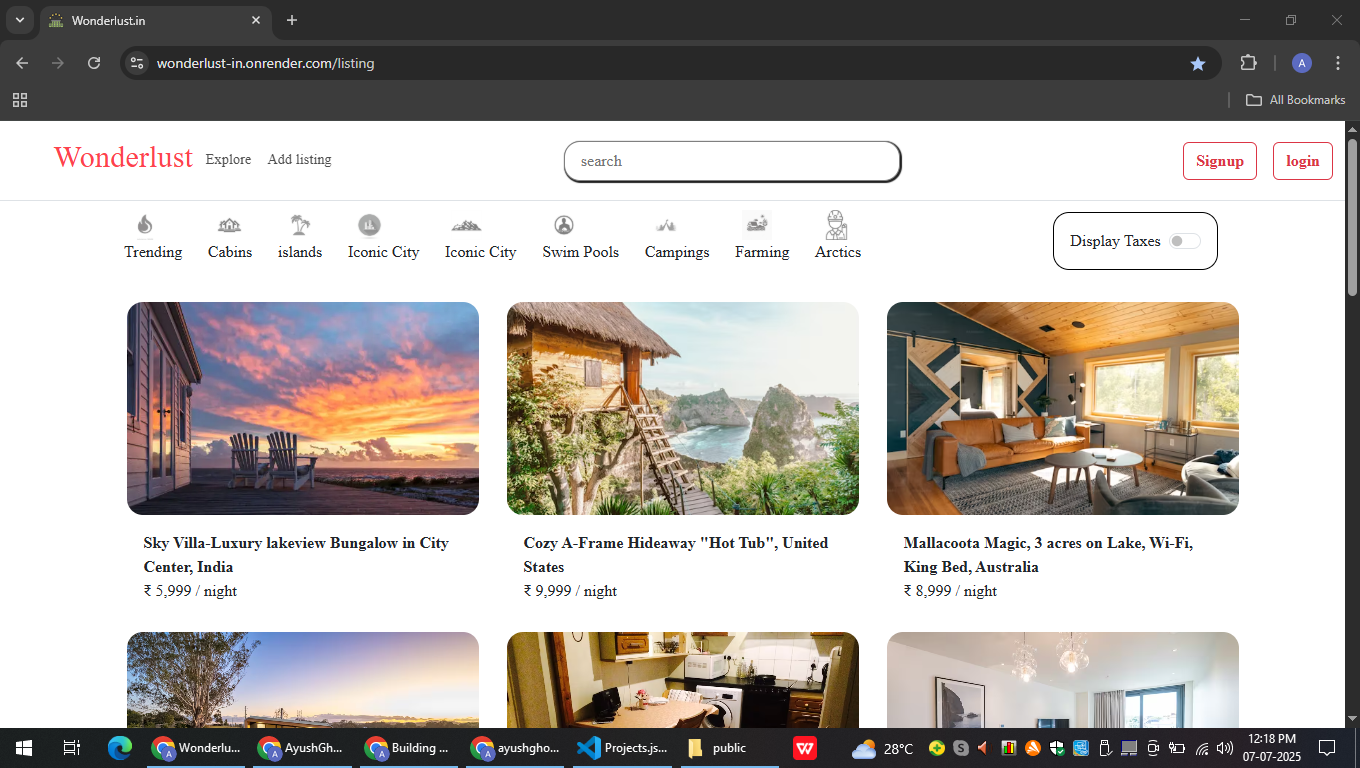 Wonderlust.in
wonderlust-in.onrender.com/listing
A
All Bookmarks
Wonderlust Explore Add listing search Signup login
Trending Cabins islands Iconic City Iconic City Swim Pools Campings Farming Arctics Display Taxes
Sky Villa-Luxury lakeview Bungalow in City
Center, India
₹ 5,999 / night
Cozy A-Frame Hideaway "Hot Tub", United
States
₹ 9,999 / night
Mallacoota Magic, 3 acres on Lake, Wi-Fi,
King Bed, Australia
₹ 8,999 / night
Wonderlu... AyushGh... Building ... ayushgho... Projects.js... public 28°C
12:18 PM
07-07-2025